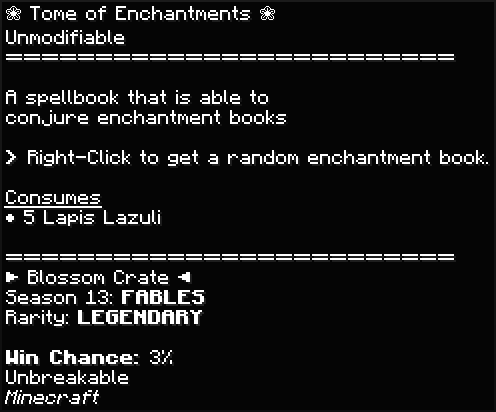 ❀ Tome of Enchantments ❀
Unmodifiable
=========================
A spellbook that is able to
conjure enchantment books
> Right-Click to get a random enchantment book.
Consumes
• 5 Lapis Lazuli
=========================
► Blossom Crate ◄
Season 13: FABLES
Rarity: LEGENDARY
Win Chance: 3%
Unbreakable
Minecraft